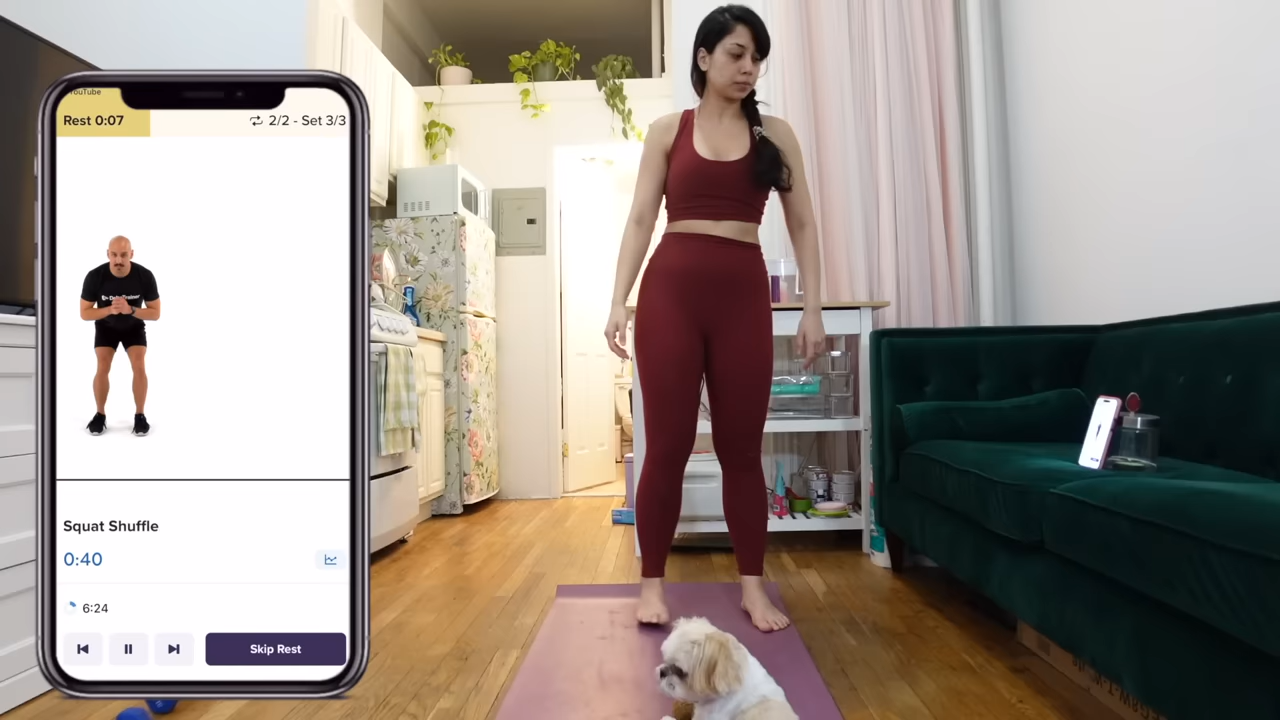 YouTube
Rest 0:07
2/2 - Set 3/3
Squat Shuffle
0:40
6:24
Skip Rest